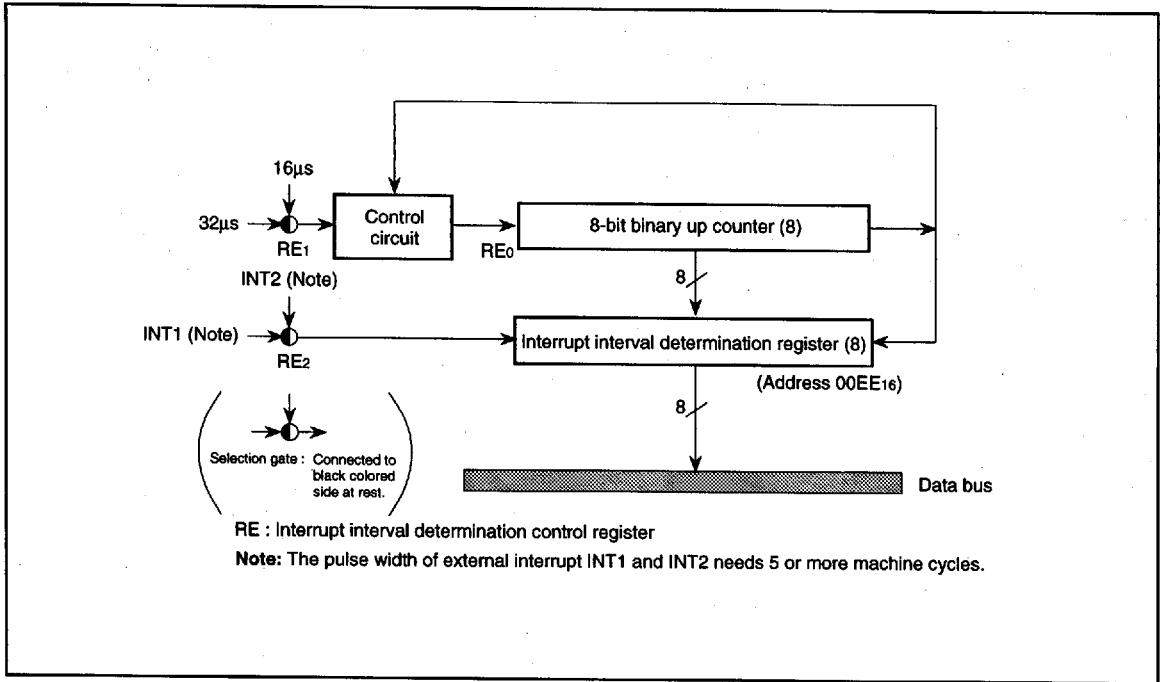 16μs
32μs
RE1
Control
circuit
RE0
8-bit binary up counter (8)
8
INT2 (Note)
INT1 (Note)
RE2
Interrupt interval determination register (8)
(Address 00EE16)
8
Selection gate : Connected to
black colored
side at rest.
Data bus
RE : Interrupt interval determination control register
Note: The pulse width of external interrupt INT1 and INT2 needs 5 or more machine cycles.